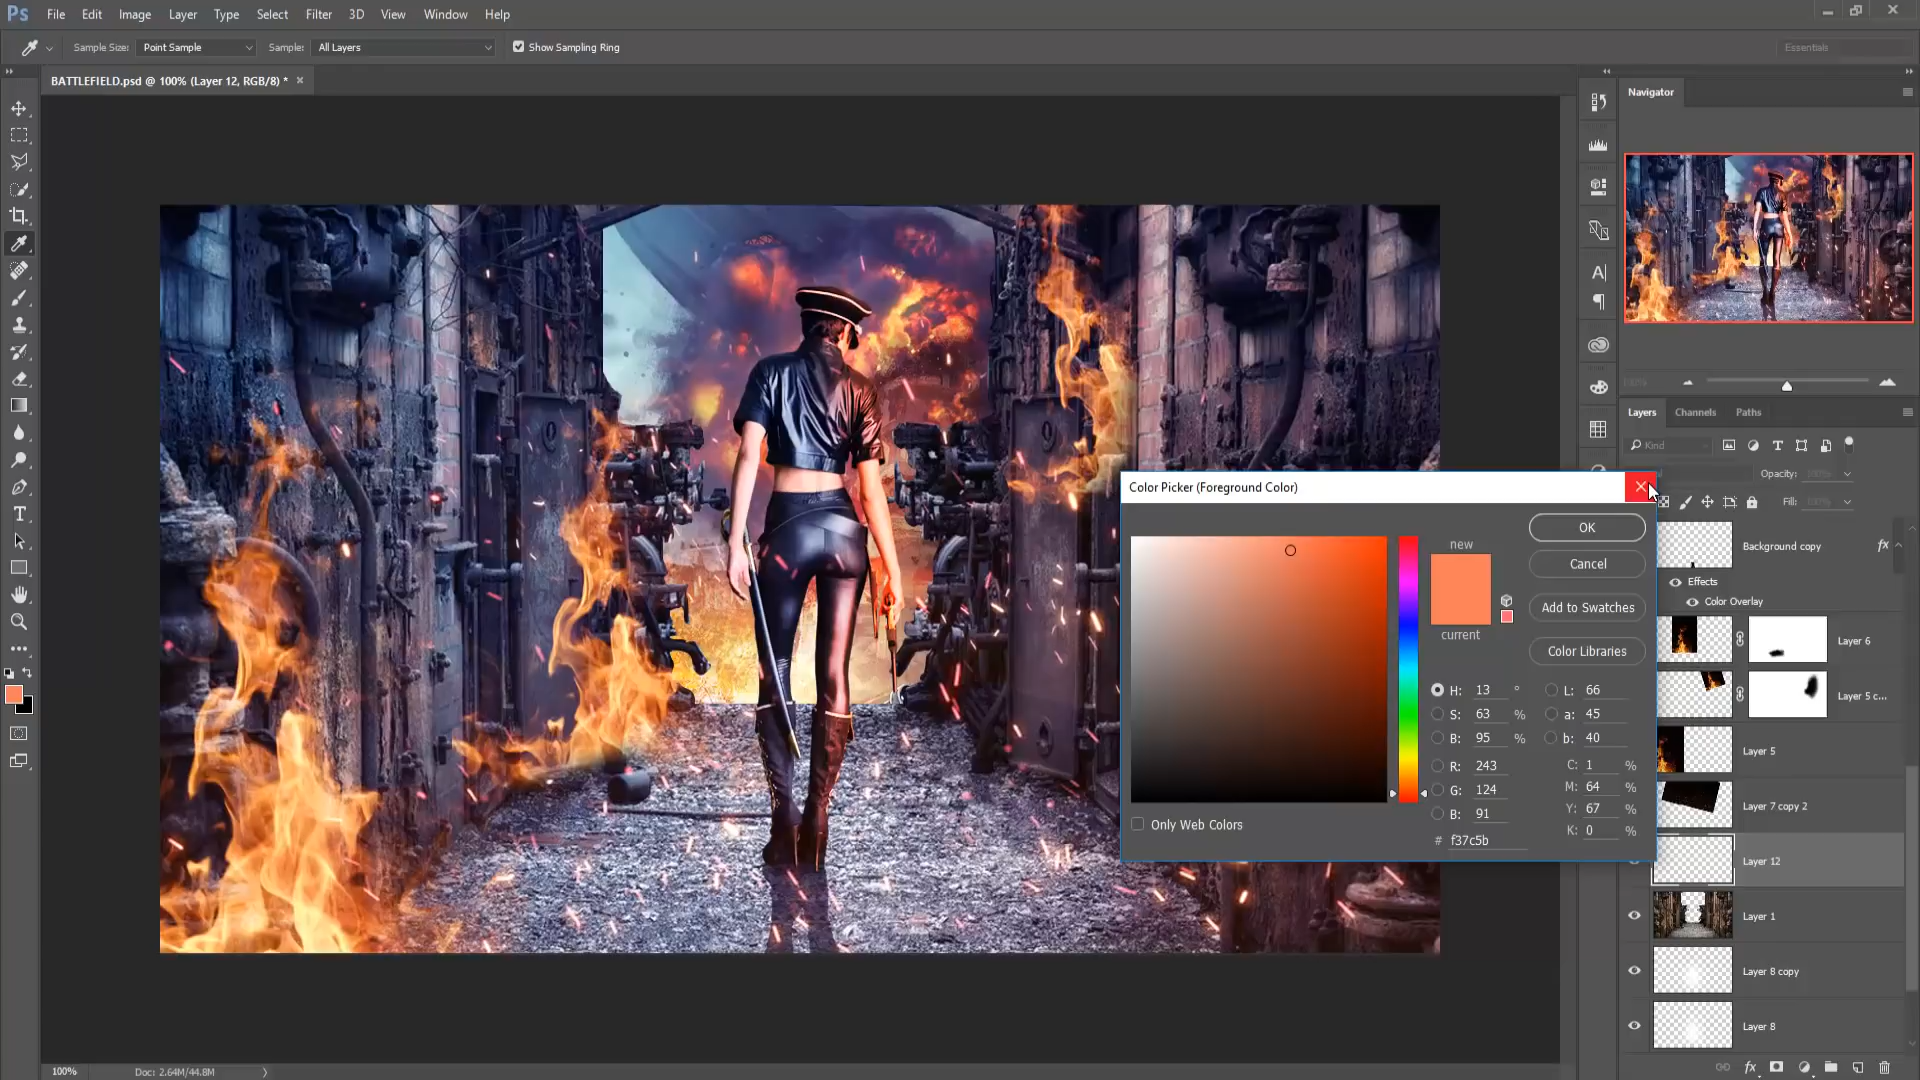 Ps File Edit Image Layer Type Select Filter 3D View Window Help
Sample Size: Point Sample Sample: All Layers Show Sampling Ring Essentials
BATTLEFIELD.psd @ 100% (Layer 12, RGB/8) * ×
Navigator
100%
Layers Channels Paths
Kind
Opacity: 100%
Fill: 100%
Color Picker (Foreground Color)
OK
new
Cancel
Add to Swatches
current
Color Libraries
H: 13 ° L: 66
S: 63 % a: 45
B: 95 % b: 40
R: 243 C: 1 %
G: 124 M: 64 %
B: 91 Y: 67 %
K: 0 %
Only Web Colors
# f37c5b
Background copy fx
Effects
Color Overlay
Layer 6
Layer 5 c...
Layer 5
Layer 7 copy 2
Layer 12
Layer 1
Layer 8 copy
Layer 8
fx
100% Doc: 2.64M/44.8M